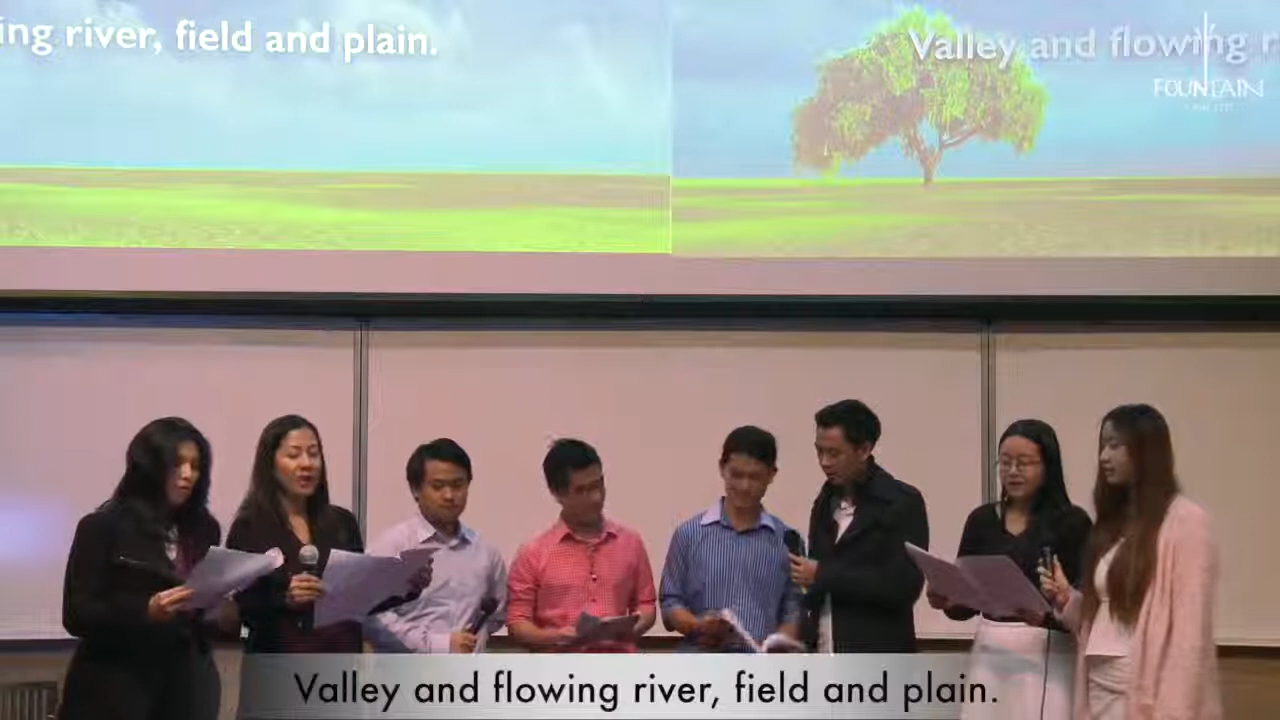 ing river, field and plain.
Valley and flowing r
FOUNTAIN
Valley and flowing river, field and plain.